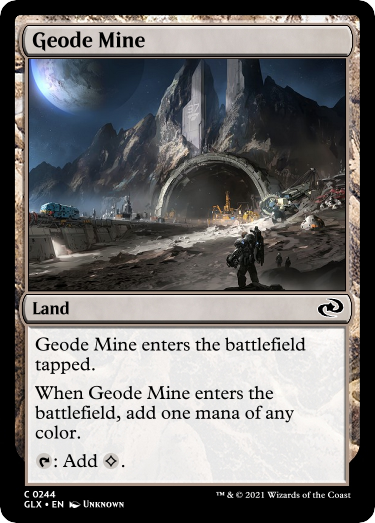 Geode Mine
Land
Geode Mine enters the battlefield
tapped.
When Geode Mine enters the
battlefield, add one mana of any
color.
: Add .
C 0244
GLX • EN Unknown
™ & © 2021 Wizards of the Coast